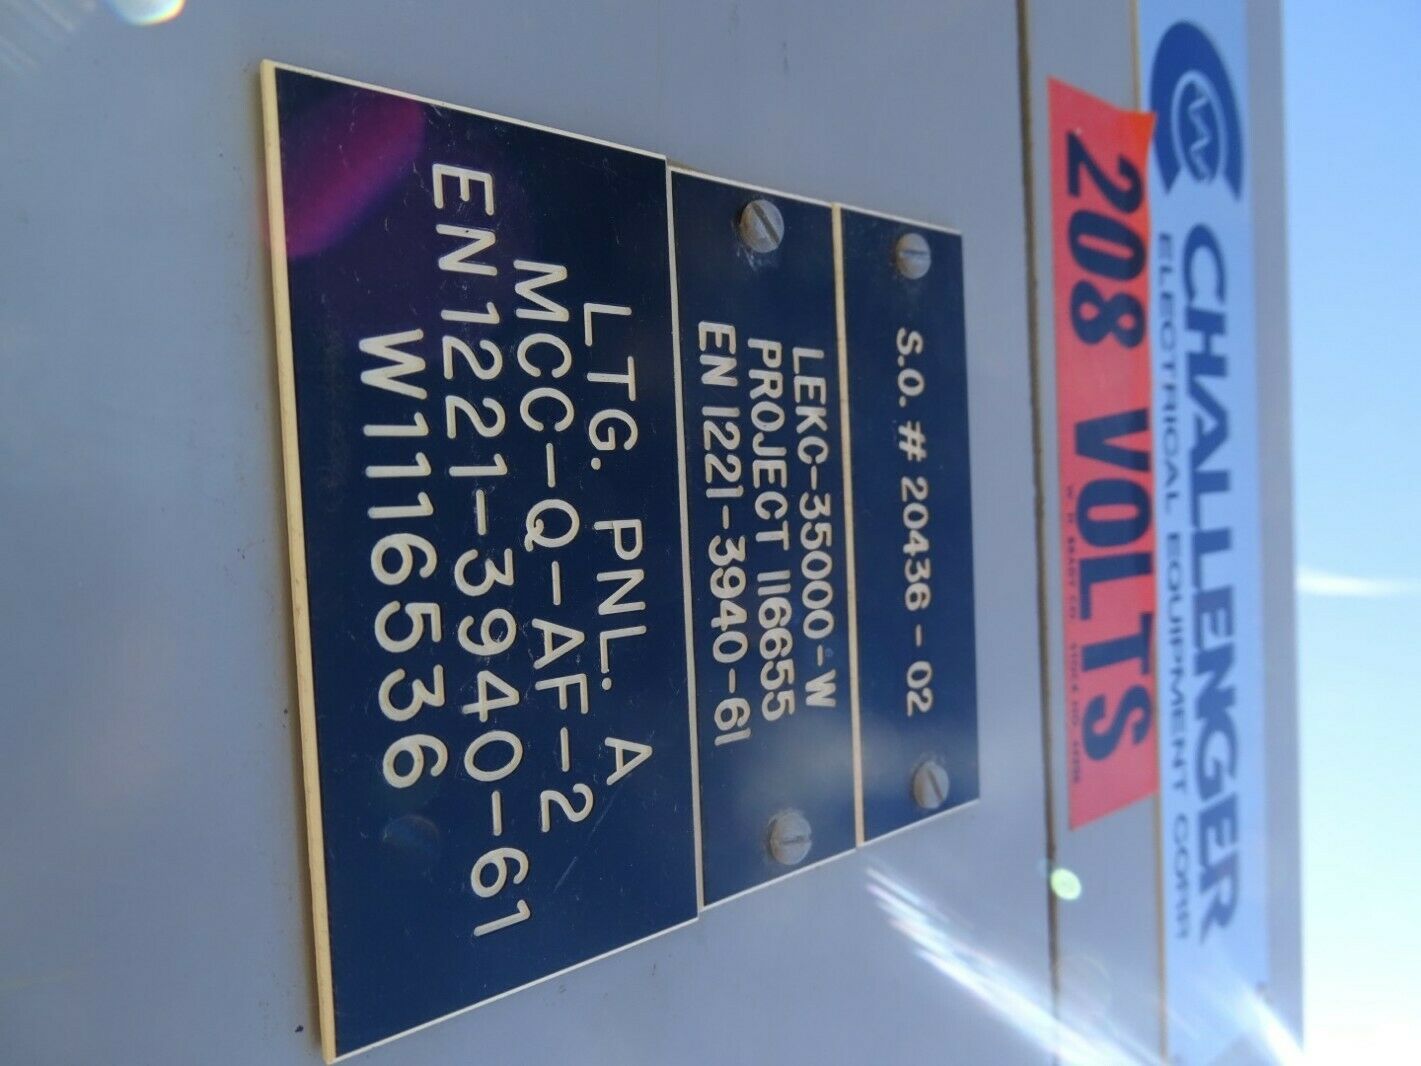 CHALLENGER
ELECTRICAL EQUIPMENT CORP.
208 VOLTS
S.O. # 20436-02
LEKC-35000-W
PROJECT 116655
EN 1221-3940-61
LTG. PNL. A
MCC-Q-AF-2
EN1221-3940-61
W1116536